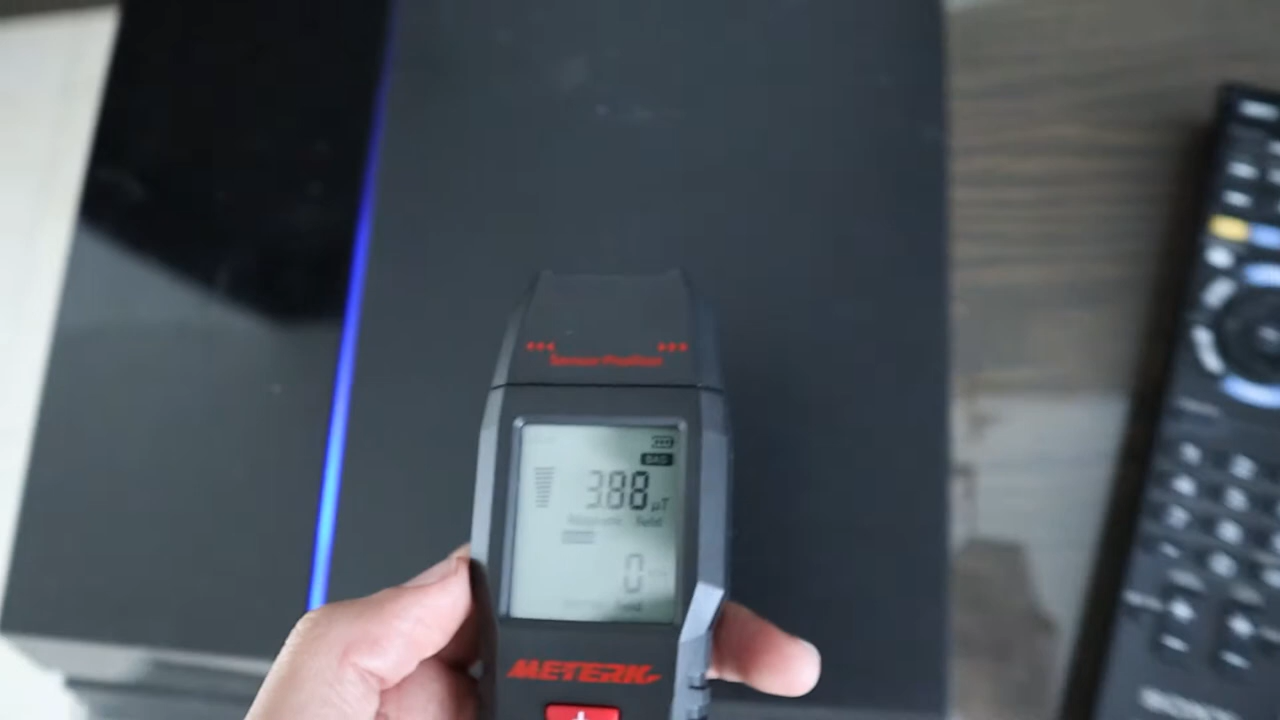 Sensor Position
BAD
3.88 µT
Magnetic Field
0
METERK
SONY